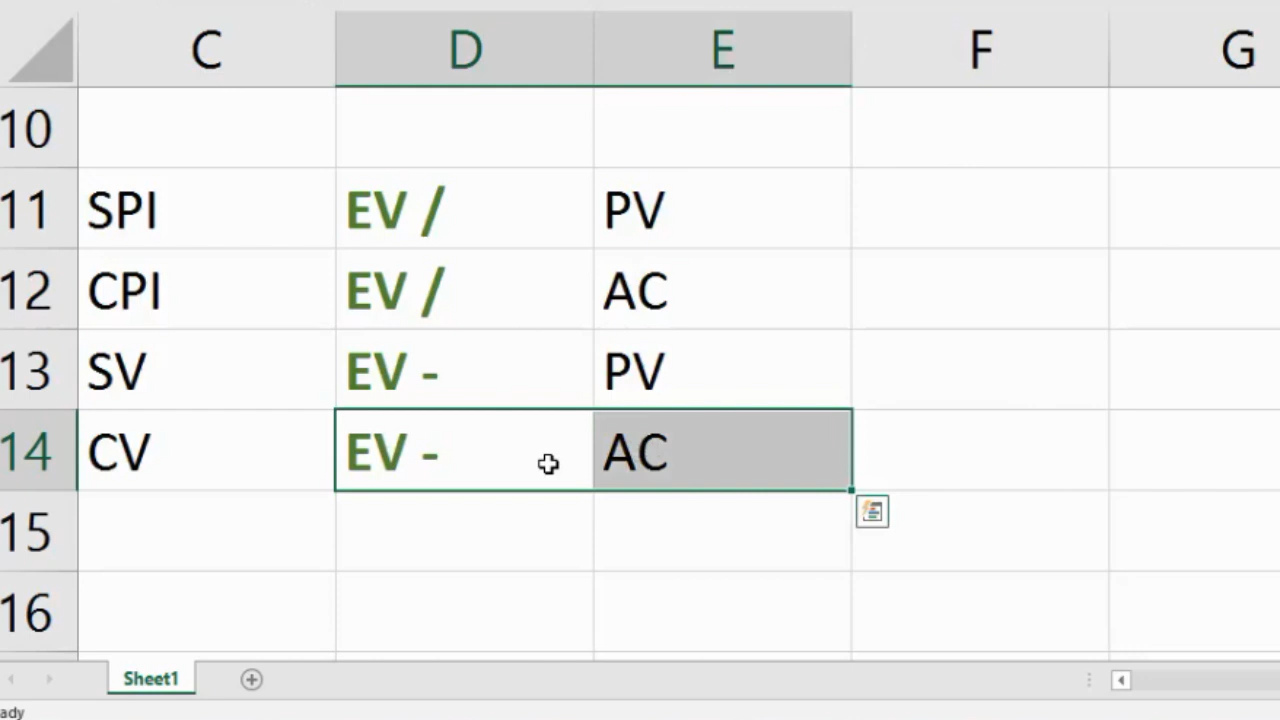 C D E F G
10
11 SPI EV / PV
12 CPI EV / AC
13 SV EV - PV
14 CV EV - AC
15
16
Sheet1
ady